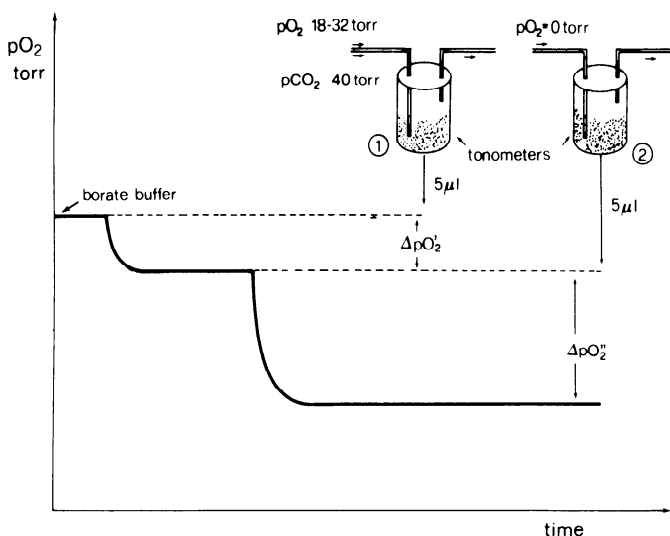 pO₂
torr
pO₂ 18-32 torr
pO₂=0 torr
pCO₂ 40 torr
①
tonometers
②
5µl
5µl
borate buffer
ΔpO₂'
ΔpO₂"
time